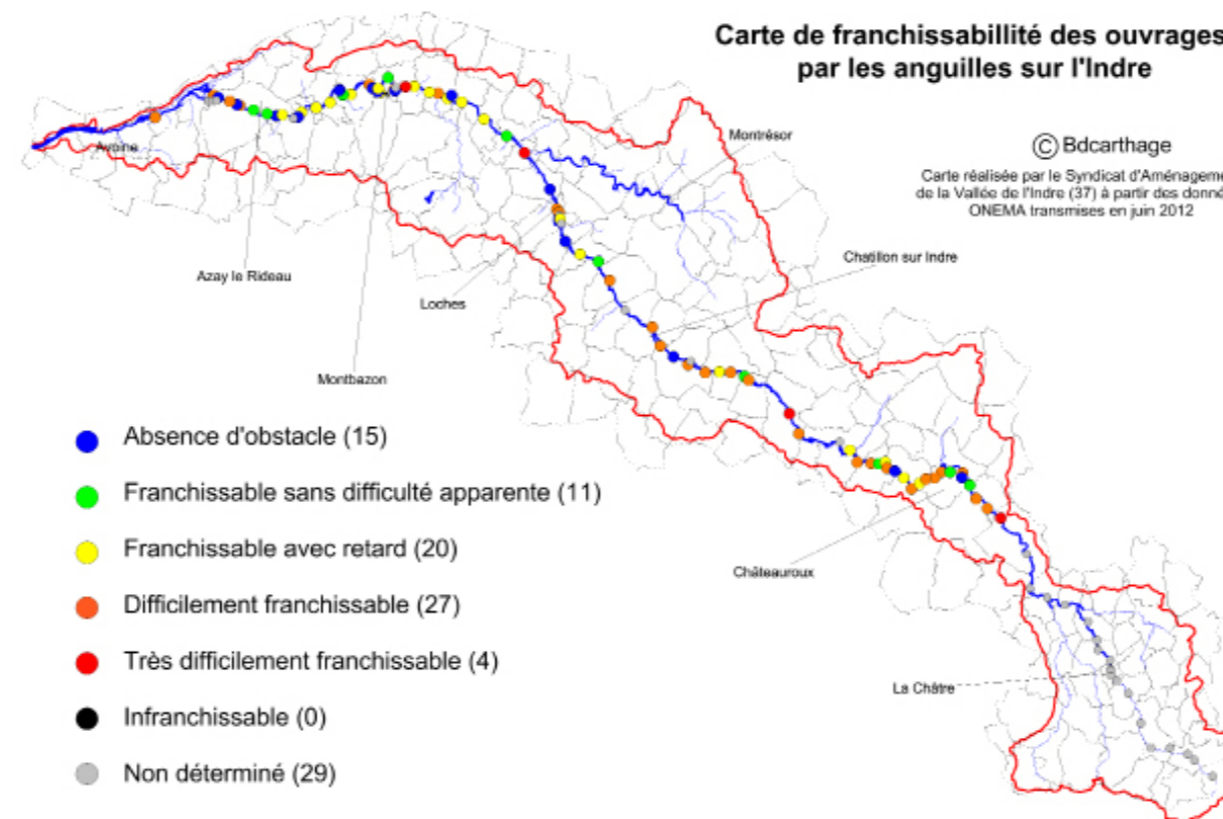 Carte de franchissabillité des ouvrages
par les anguilles sur l'Indre
© Bdcarthage
Carte réalisée par le Syndicat d'Aménageme
de la Vallée de l'Indre (37) à partir des donné
ONEMA transmises en juin 2012
Montrésor
Avoine
Azay le Rideau
Chatillon sur Indre
Loches
Montbazon
Châteauroux
La Châtre
Absence d'obstacle (15)
Franchissable sans difficulté apparente (11)
Franchissable avec retard (20)
Difficilement franchissable (27)
Très difficilement franchissable (4)
Infranchissable (0)
Non déterminé (29)